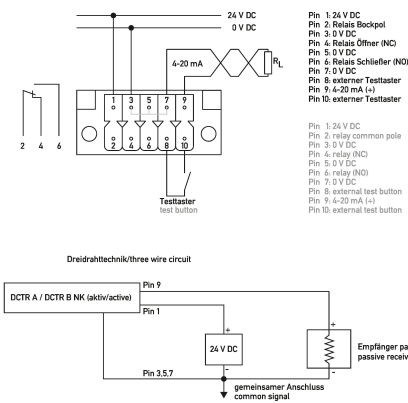 24 V DC
0 V DC
4-20 mA
RL
1 3 5 7 9
2 4 6 8 10
2 4 6
Testtaster
test button
Pin 1: 24 V DC
Pin 2: Relais Bockpol
Pin 3: 0 V DC
Pin 4: Relais Öffner (NC)
Pin 5: 0 V DC
Pin 6: Relais Schließer (NO)
Pin 7: 0 V DC
Pin 8: externer Testtaster
Pin 9: 4-20 mA (+)
Pin 10: externer Testtaster
Pin 1: 24 V DC
Pin 2: relay common pole
Pin 3: 0 V DC
Pin 4: relay (NC)
Pin 5: 0 V DC
Pin 6: relay (NO)
Pin 7: 0 V DC
Pin 8: external test button
Pin 9: 4-20 mA (+)
Pin 10: external test button
Dreidrahttechnik/three wire circuit
DCTR A / DCTR B NK (aktiv/active)
Pin 9
Pin 1
+
24 V DC
-
+
-
Empfänger pa
passive receiv
Pin 3,5,7
gemeinsamer Anschluss
common signal